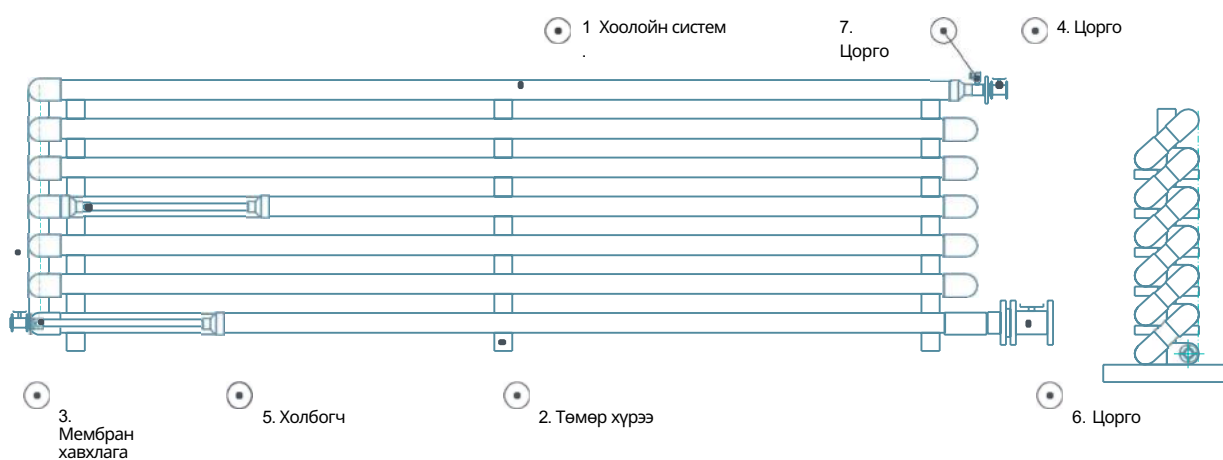 1 Хоолойн систем
.
7.
Цорго
4. Цорго
3.
Мембран
хавхлага
5. Холбогч
2. Төмөр хүрээ
6. Цорго